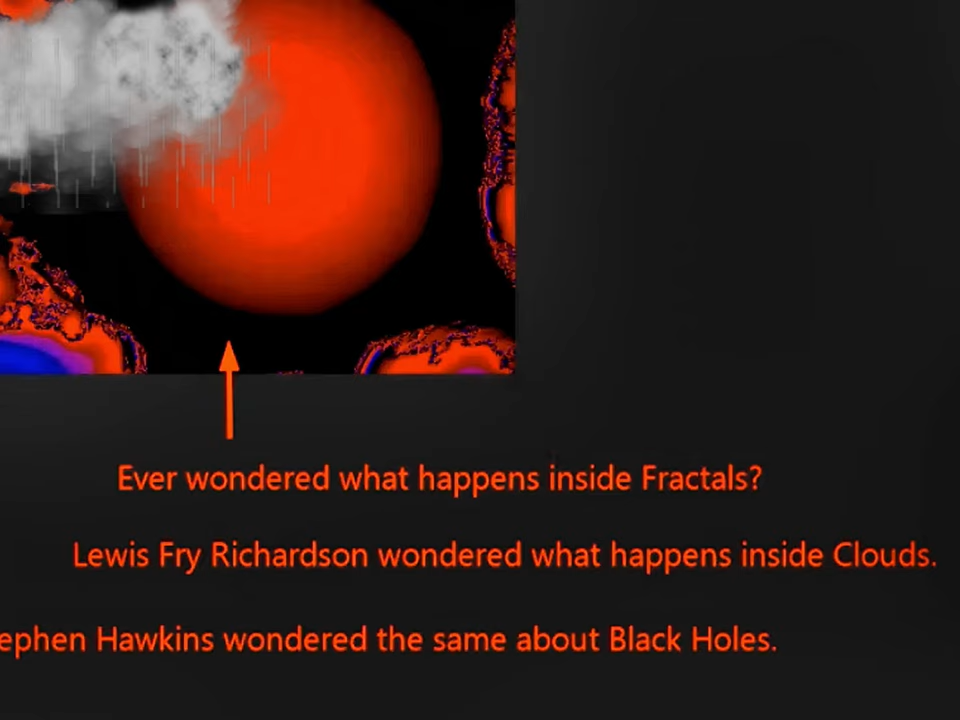 Ever wondered what happens inside Fractals?
Lewis Fry Richardson wondered what happens inside Clouds.
ephen Hawkins wondered the same about Black Holes.